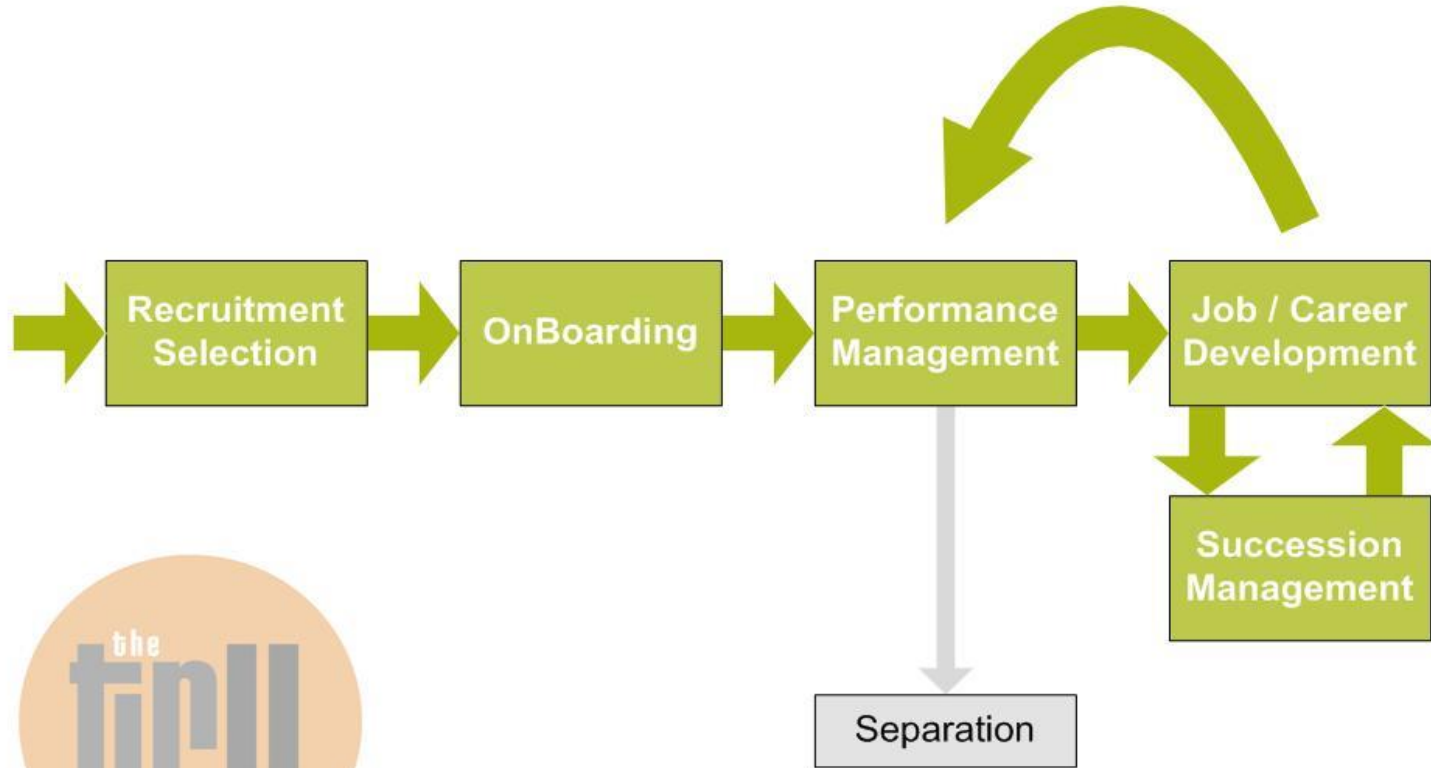 Recruitment
Selection
OnBoarding
Performance
Management
Job / Career
Development
Succession
Management
Separation
the